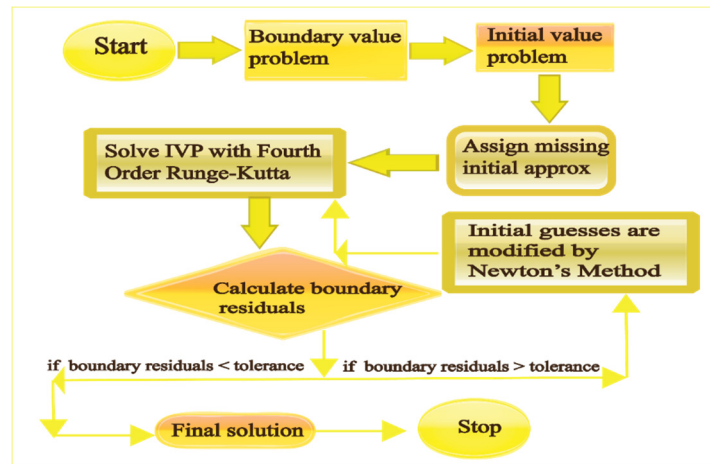 Start
Boundary value
problem
Initial value
problem
Assign missing
initial approx
Solve IVP with Fourth
Order Runge-Kutta
Initial guesses are
modified by
Newton's Method
Calculate boundary
residuals
if boundary residuals < tolerance
if boundary residuals > tolerance
Final solution
Stop